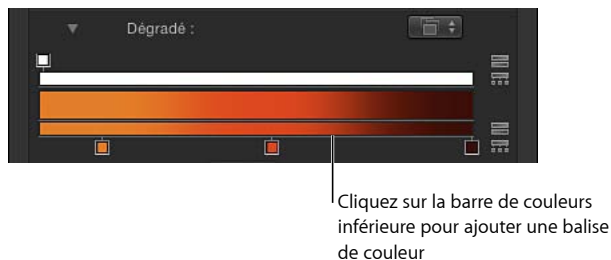 Dégradé :
Cliquez sur la barre de couleurs
inférieure pour ajouter une balise
de couleur